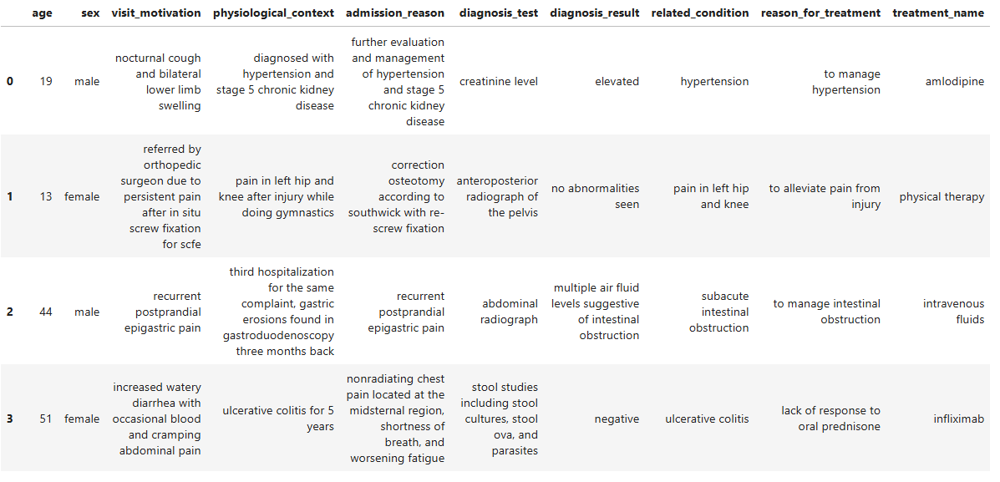 age sex visit_motivation physiological_context admission_reason diagnosis_test diagnosis_result related_condition reason_for_treatment treatment_name
0
19
male
nocturnal cough
and bilateral
lower limb
swelling
diagnosed with
hypertension and
stage 5 chronic kidney
disease
further evaluation
and management
of hypertension
and stage 5
chronic kidney
disease
creatinine level
elevated
hypertension
to manage
hypertension
amlodipine
1
13
female
referred by
orthopedic
surgeon due to
persistent pain
after in situ
screw fixation
for scfe
pain in left hip and
knee after injury while
doing gymnastics
correction
osteotomy
according to
southwick with re-
screw fixation
anteroposterior
radiograph of
the pelvis
no abnormalities
seen
pain in left hip
and knee
to alleviate pain from
injury
physical therapy
2
44
male
recurrent
postprandial
epigastric pain
third hospitalization
for the same
complaint, gastric
erosions found in
gastroduodenoscopy
three months back
recurrent
postprandial
epigastric pain
abdominal
radiograph
multiple air fluid
levels suggestive
of intestinal
obstruction
subacute
intestinal
obstruction
to manage intestinal
obstruction
intravenous
fluids
3
51
female
increased watery
diarrhea with
occasional blood
and cramping
abdominal pain
ulcerative colitis for 5
years
nonradiating chest
pain located at the
midsternal region,
shortness of
breath, and
worsening fatigue
stool studies
including stool
cultures, stool
ova, and
parasites
negative
ulcerative colitis
lack of response to
oral prednisone
infliximab